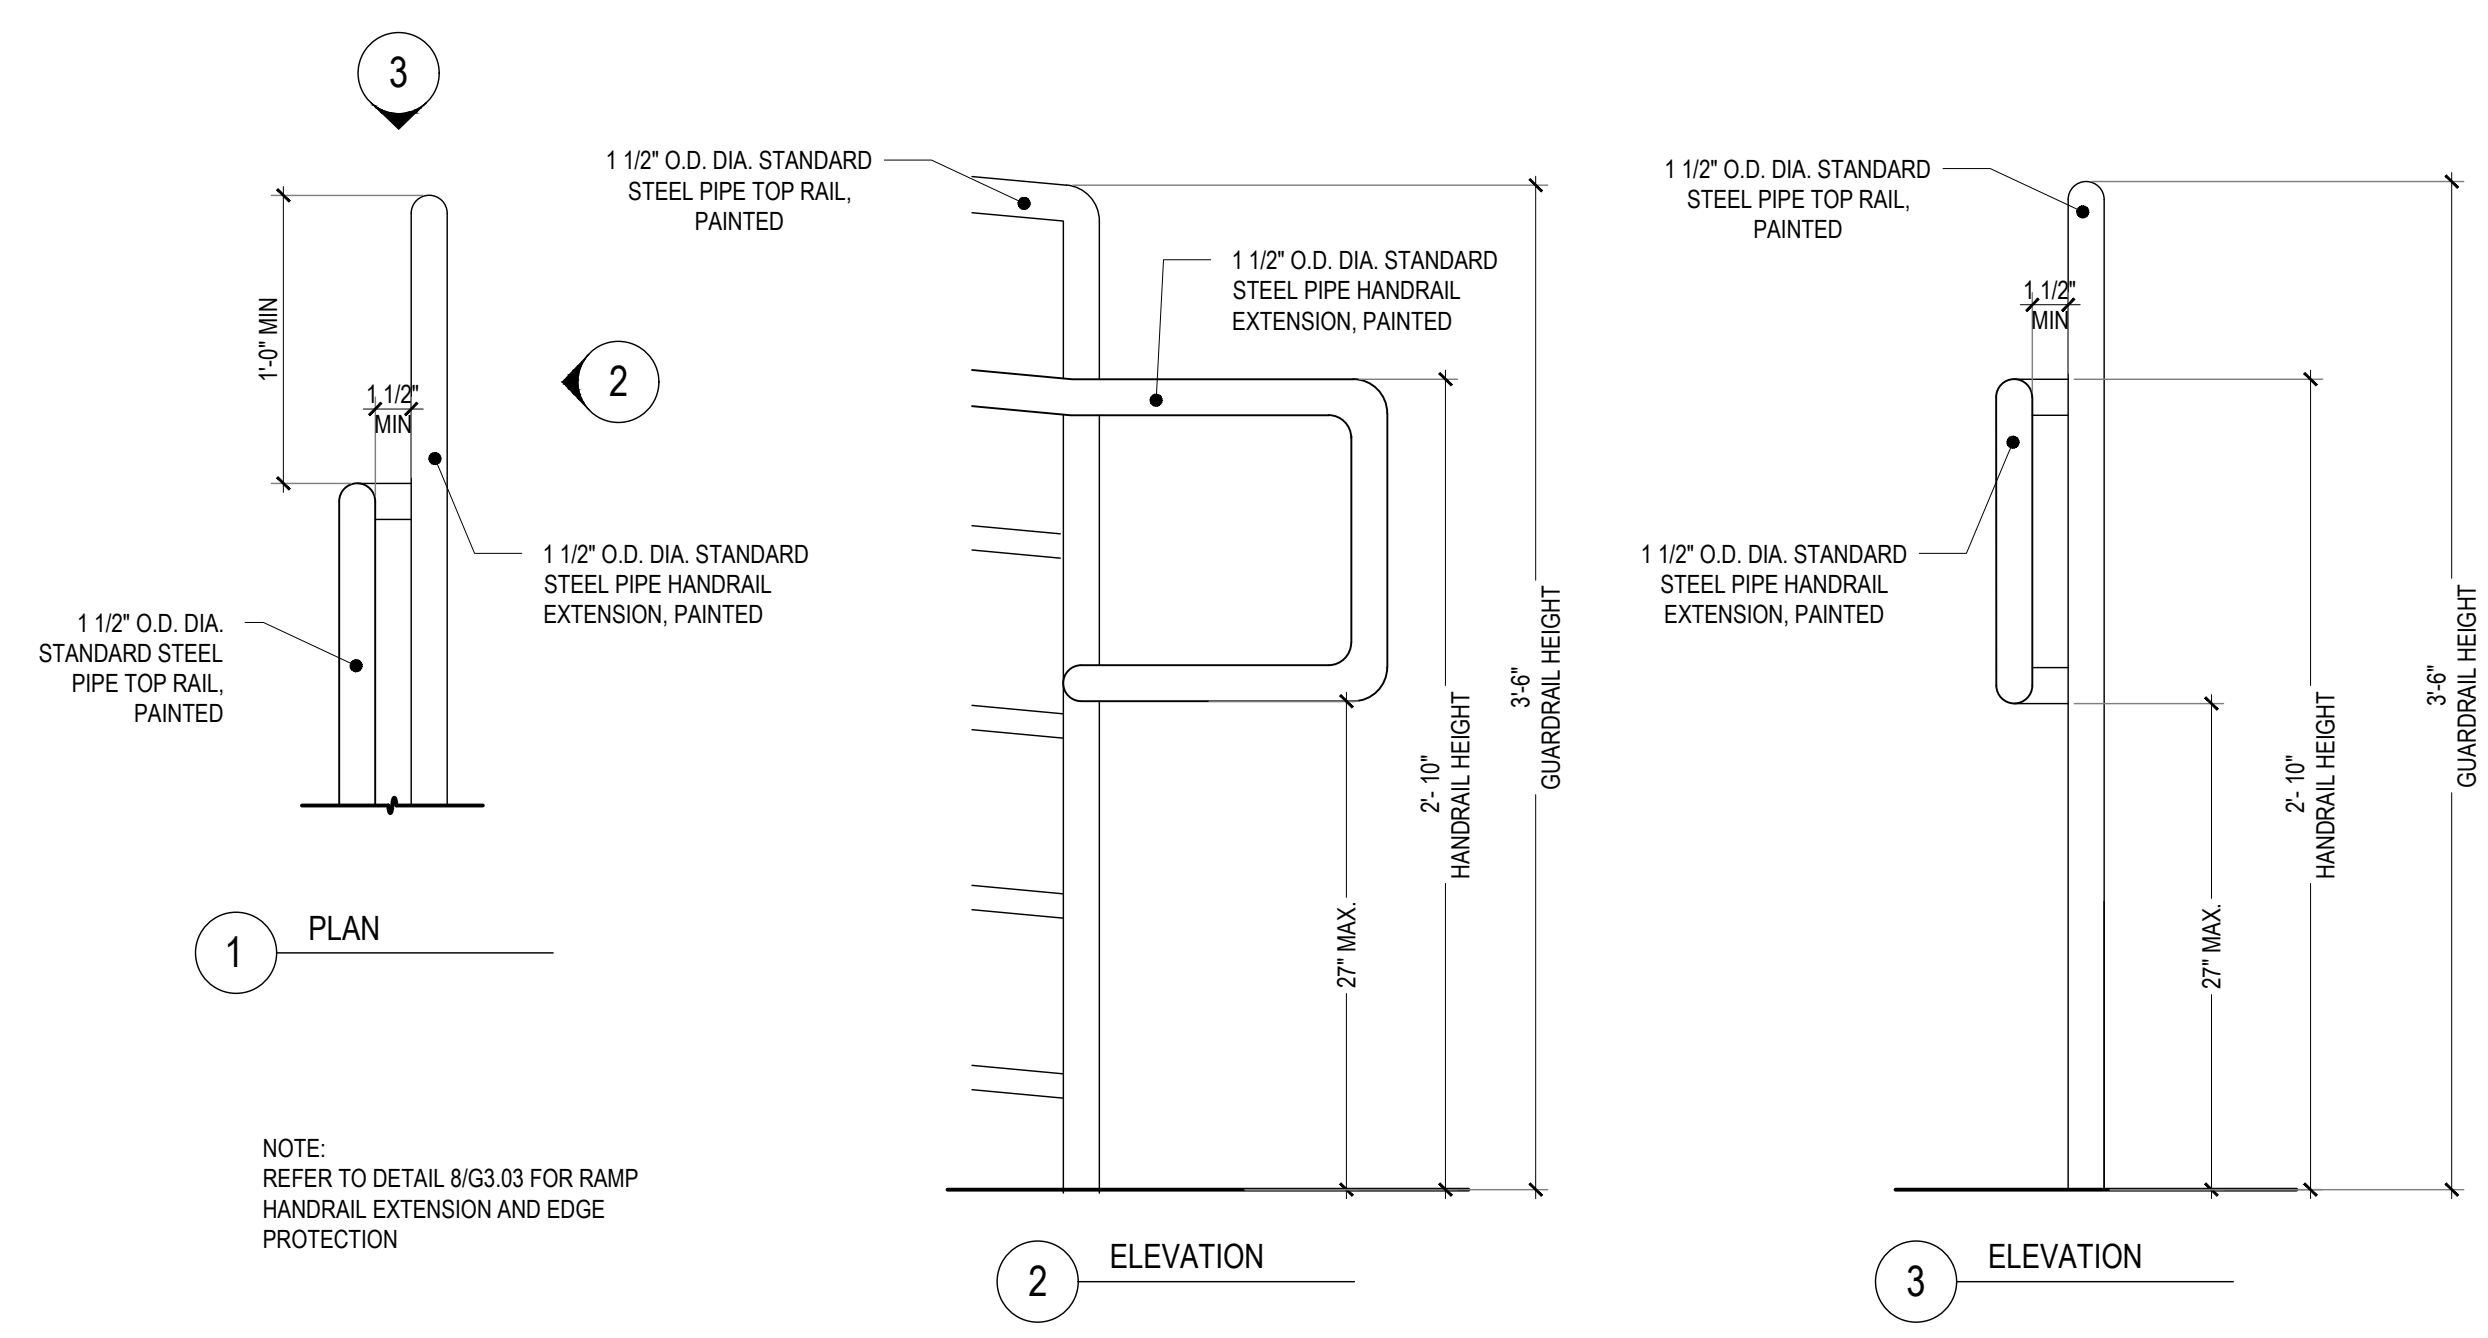 3
1 1/2" O.D. DIA. STANDARD
STEEL PIPE TOP RAIL,
PAINTED
1'-0" MIN
1 1/2"
MIN
2
1 1/2" O.D. DIA. STANDARD
STEEL PIPE HANDRAIL
EXTENSION, PAINTED
1 1/2" O.D. DIA.
STANDARD STEEL
PIPE TOP RAIL,
PAINTED
1
PLAN
NOTE:
REFER TO DETAIL 8/G3.03 FOR RAMP
HANDRAIL EXTENSION AND EDGE
PROTECTION
1 1/2" O.D. DIA. STANDARD
STEEL PIPE HANDRAIL
EXTENSION, PAINTED
27" MAX.
2'- 10"
HANDRAIL HEIGHT
3'-6"
GUARDRAIL HEIGHT
2
ELEVATION
1 1/2" O.D. DIA. STANDARD
STEEL PIPE TOP RAIL,
PAINTED
1 1/2"
MIN
1 1/2" O.D. DIA. STANDARD
STEEL PIPE HANDRAIL
EXTENSION, PAINTED
27" MAX.
2'- 10"
HANDRAIL HEIGHT
3'-6"
GUARDRAIL HEIGHT
3
ELEVATION